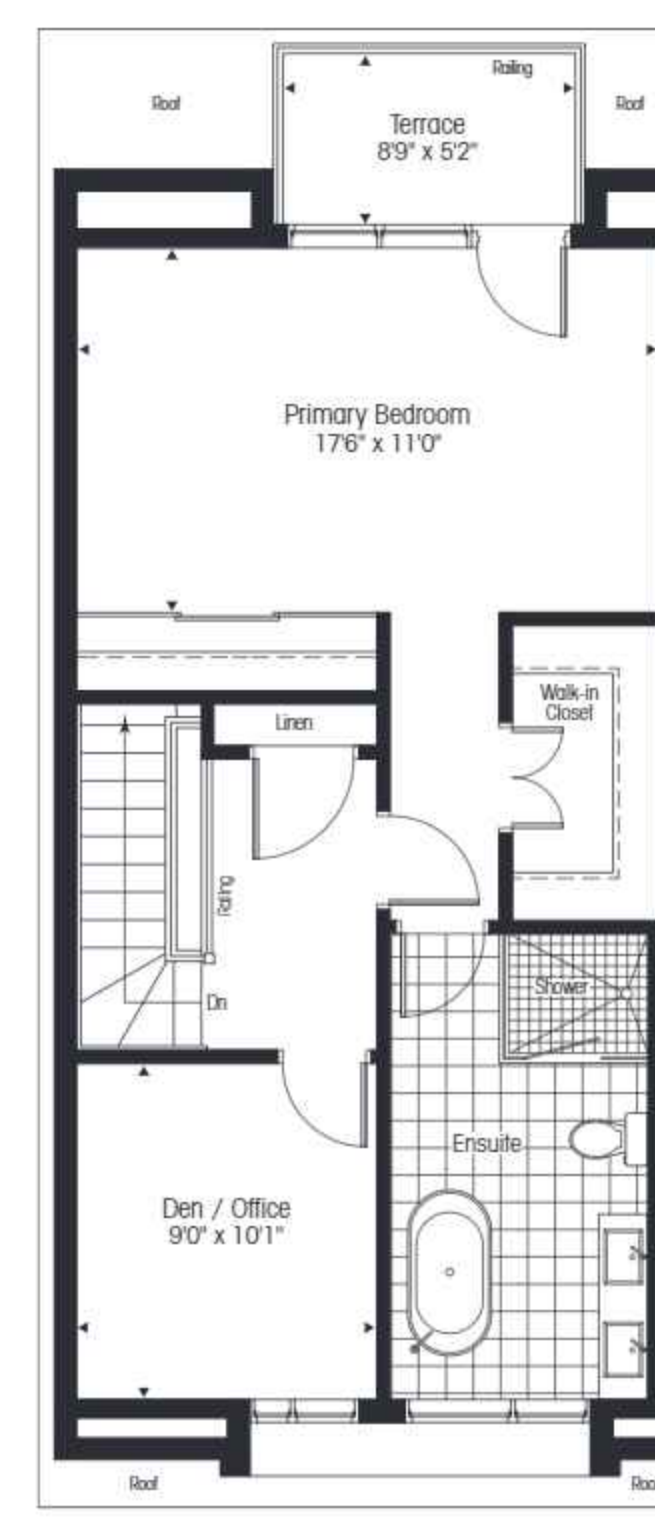 Railing
Roof
Roof
Terrace
8'9" x 5'2"
Primary Bedroom
17'6" x 11'0"
Walk-in
Closet
Linen
Railing
Shower
Dn
Ensuite
Den / Office
9'0" x 10'1"
Roof
Roo